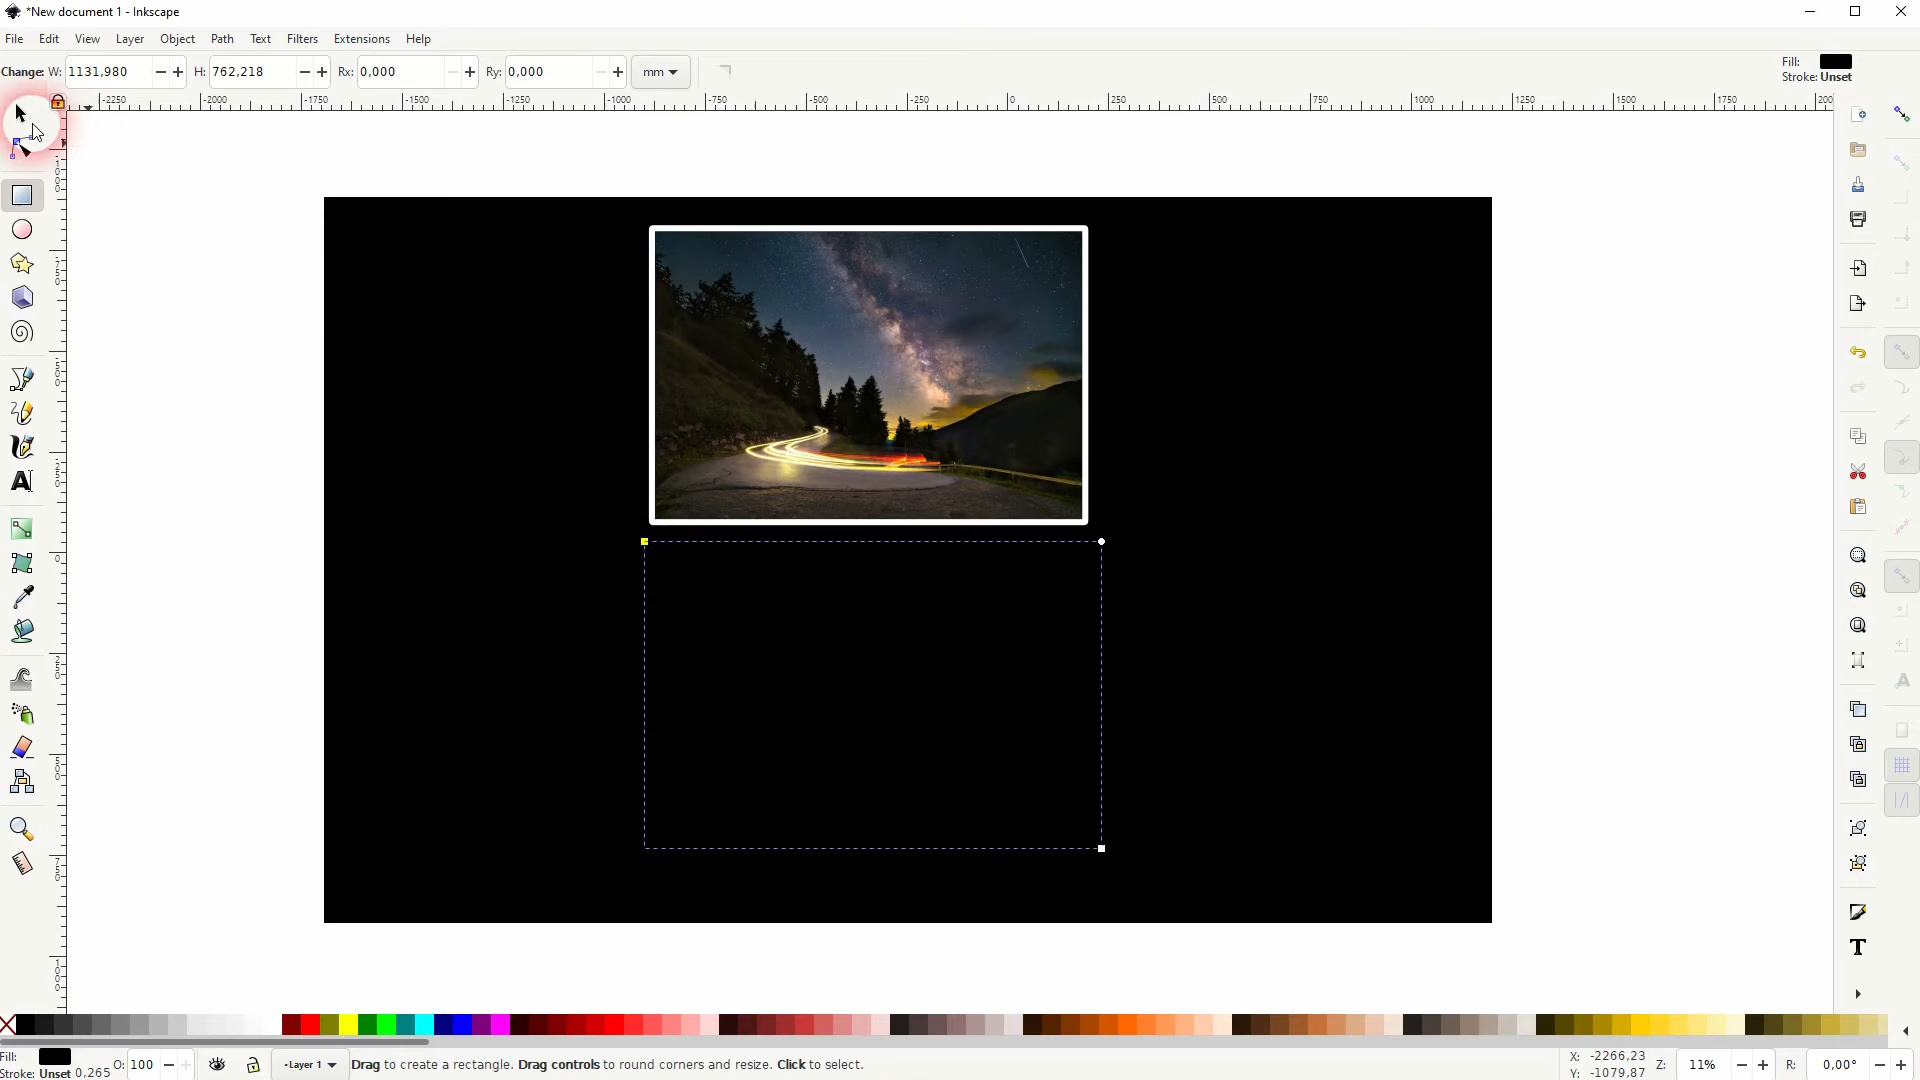 *New document 1 - Inkscape
File Edit View Layer Object Path Text Filters Extensions Help
Change: W: 1131,980 H: 762,218 Rx: 0,000 Ry: 0,000 mm
Fill:
Stroke: Unset
-2250 -2000 -1750 -1500 -1250 -1000 -750 -500 -250 0 250 500 750 1000 1250 1500 1750 200
Fill:
Stroke: Unset 0,265 O: 100 -Layer 1 Drag to create a rectangle. Drag controls to round corners and resize. Click to select. X: -2266,23 Y: -1079,87 Z: 11% R: 0,00°